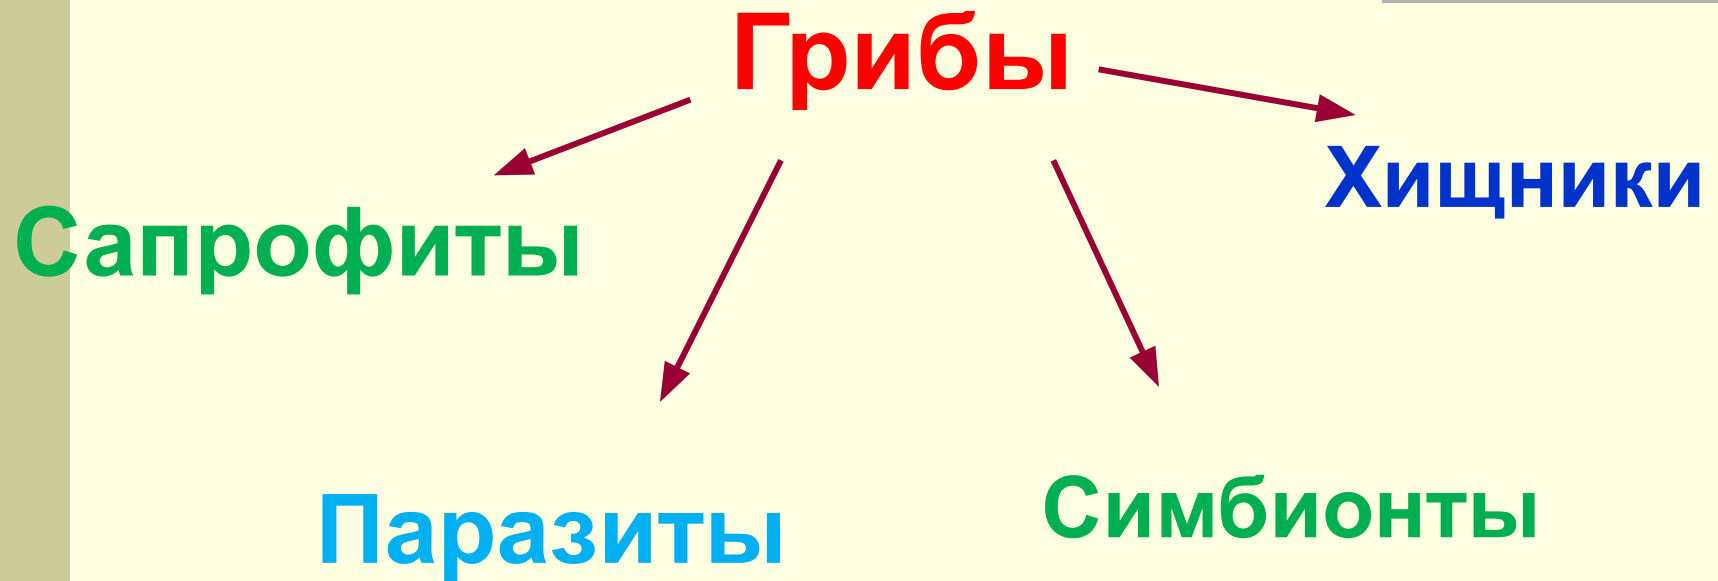 Грибы
Хищники
Сапрофиты
Паразиты
Симбионты